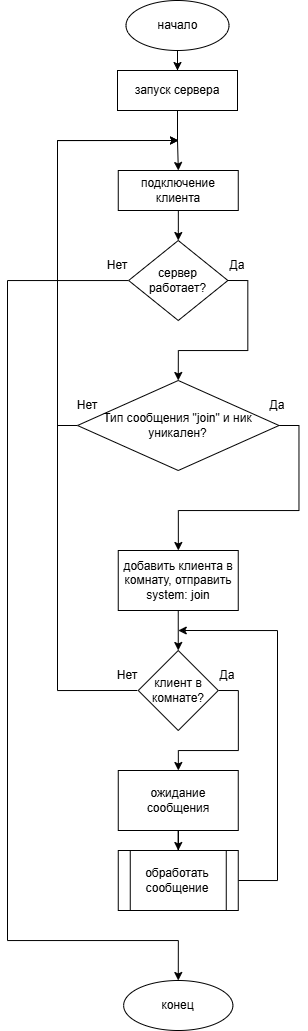 начало
запуск сервера
подключение
клиента
Нет
Да
сервер
работает?
Нет
Да
Тип сообщения "join" и ник
уникален?
добавить клиента в
комнату, отправить
system: join
Нет
Да
клиент в
комнате?
ожидание
сообщения
обработать
сообщение
конец